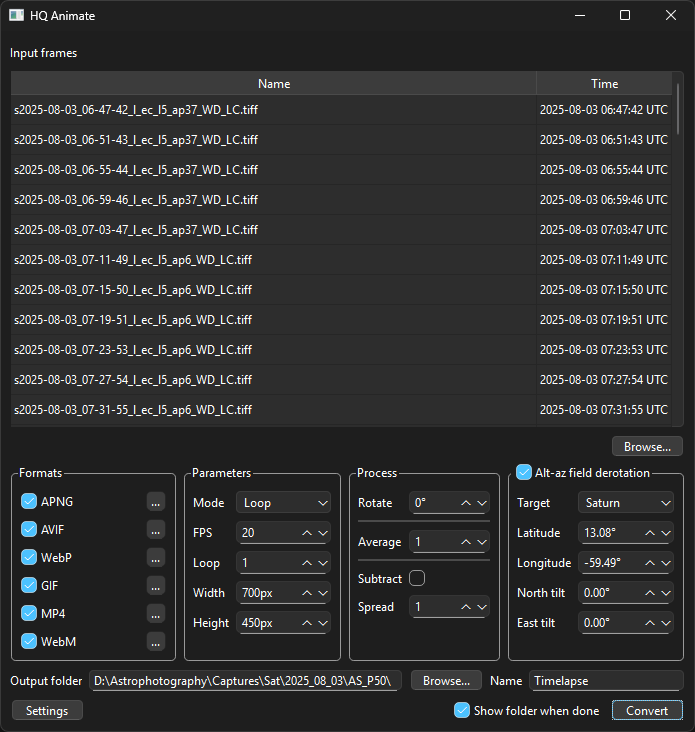 HQ Animate
Input frames
Name Time
s2025-08-03_06-47-42_l_ec_l5_ap37_WD_LC.tiff 2025-08-03 06:47:42 UTC
s2025-08-03_06-51-43_l_ec_l5_ap37_WD_LC.tiff 2025-08-03 06:51:43 UTC
s2025-08-03_06-55-44_l_ec_l5_ap37_WD_LC.tiff 2025-08-03 06:55:44 UTC
s2025-08-03_06-59-46_l_ec_l5_ap37_WD_LC.tiff 2025-08-03 06:59:46 UTC
s2025-08-03_07-03-47_l_ec_l5_ap37_WD_LC.tiff 2025-08-03 07:03:47 UTC
s2025-08-03_07-11-49_l_ec_l5_ap6_WD_LC.tiff 2025-08-03 07:11:49 UTC
s2025-08-03_07-15-50_l_ec_l5_ap6_WD_LC.tiff 2025-08-03 07:15:50 UTC
s2025-08-03_07-19-51_l_ec_l5_ap6_WD_LC.tiff 2025-08-03 07:19:51 UTC
s2025-08-03_07-23-53_l_ec_l5_ap6_WD_LC.tiff 2025-08-03 07:23:53 UTC
s2025-08-03_07-27-54_l_ec_l5_ap6_WD_LC.tiff 2025-08-03 07:27:54 UTC
s2025-08-03_07-31-55_l_ec_l5_ap6_WD_LC.tiff 2025-08-03 07:31:55 UTC
Browse...
Formats
APNG ...
AVIF ...
WebP ...
GIF ...
MP4 ...
WebM ...
Parameters
Mode Loop
FPS 20
Loop 1
Width 700px
Height 450px
Process
Rotate 0°
Average 1
Subtract
Spread 1
Alt-az field derotation
Target Saturn
Latitude 13.08°
Longitude -59.49°
North tilt 0.00°
East tilt 0.00°
Output folder D:\Astrophotography\Captures\Sat\2025_08_03\AS_P50\ Browse... Name Timelapse
Settings Show folder when done Convert